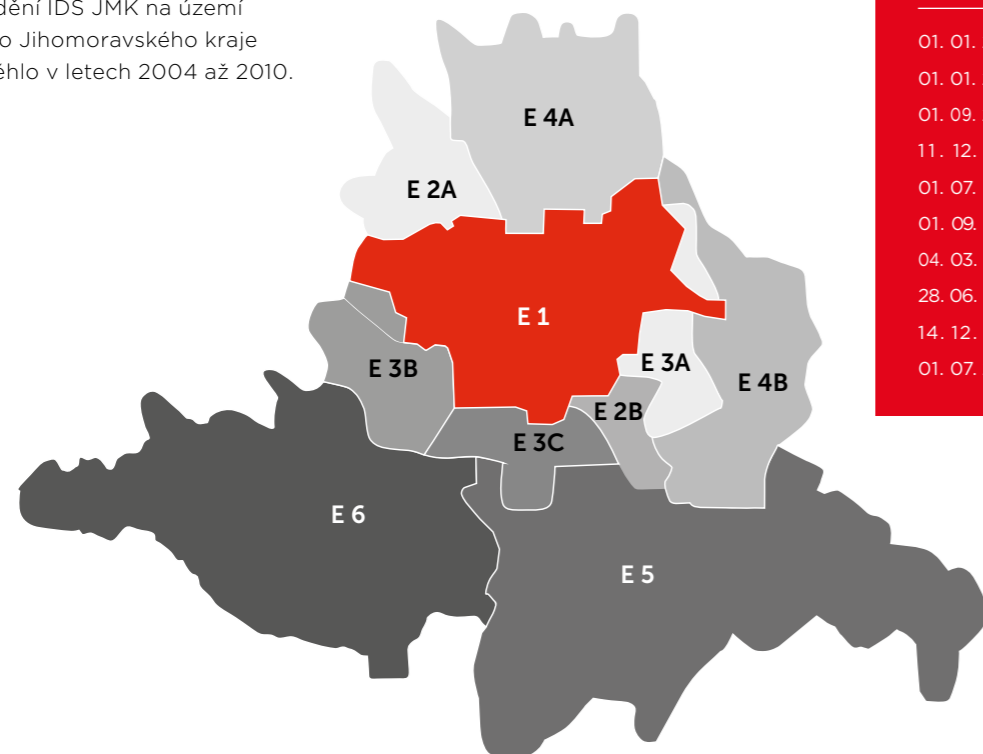 dění IDS JMK na území
o Jihomoravského kraje
ěhlo v letech 2004 až 2010.
E 4A
E 2A
E 1
E 3A
E 3B
E 4B
E 2B
E 3C
E 6
E 5
01. 01.
01. 01.
01. 09.
11. 12.
01. 07.
01. 09.
04. 03.
28. 06.
14. 12.
01. 07.